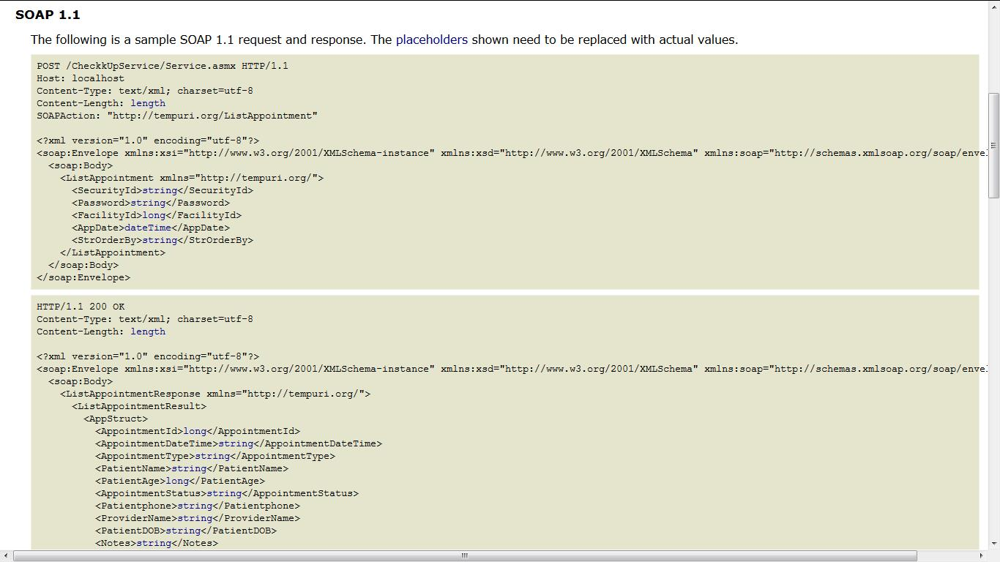 SOAP 1.1
The following is a sample SOAP 1.1 request and response. The placeholders shown need to be replaced with actual values.
POST /CheckkUpService/Service.asmx HTTP/1.1
Host: localhost
Content-Type: text/xml; charset=utf-8
Content-Length: length
SOAPAction: "http://tempuri.org/ListAppointment"
<?xml version="1.0" encoding="utf-8"?>
<soap:Envelope xmlns:xsi="http://www.w3.org/2001/XMLSchema-instance" xmlns:xsd="http://www.w3.org/2001/XMLSchema" xmlns:soap="http://schemas.xmlsoap.org/soap/enve
<soap:Body>
<ListAppointment xmlns="http://tempuri.org/">
<SecurityId>string</SecurityId>
<Password>string</Password>
<FacilityId>long</FacilityId>
<AppDate>dateTime</AppDate>
<StrOrderBy>string</StrOrderBy>
</ListAppointment>
</soap:Body>
</soap:Envelope>
HTTP/1.1 200 OK
Content-Type: text/xml; charset=utf-8
Content-Length: length
<?xml version="1.0" encoding="utf-8"?>
<soap:Envelope xmlns:xsi="http://www.w3.org/2001/XMLSchema-instance" xmlns:xsd="http://www.w3.org/2001/XMLSchema" xmlns:soap="http://schemas.xmlsoap.org/soap/enve
<soap:Body>
<ListAppointmentResponse xmlns="http://tempuri.org/">
<ListAppointmentResult>
<AppStruct>
<AppointmentId>long</AppointmentId>
<AppointmentDateTime>string</AppointmentDateTime>
<AppointmentType>string</AppointmentType>
<PatientName>string</PatientName>
<PatientAge>long</PatientAge>
<AppointmentStatus>string</AppointmentStatus>
<Patientphone>string</Patientphone>
<ProviderName>string</ProviderName>
<PatientDOB>string</PatientDOB>
<Notes>string</Notes>